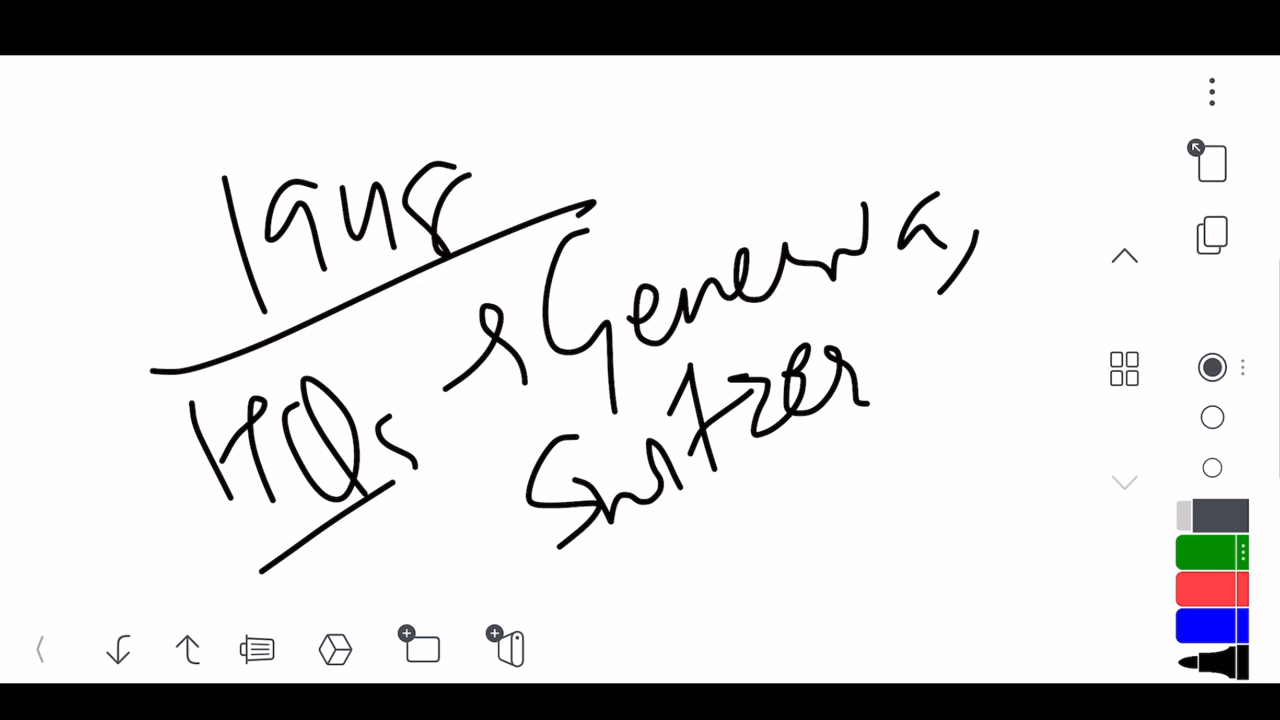 1948
HQs → Geneva,
Switzer